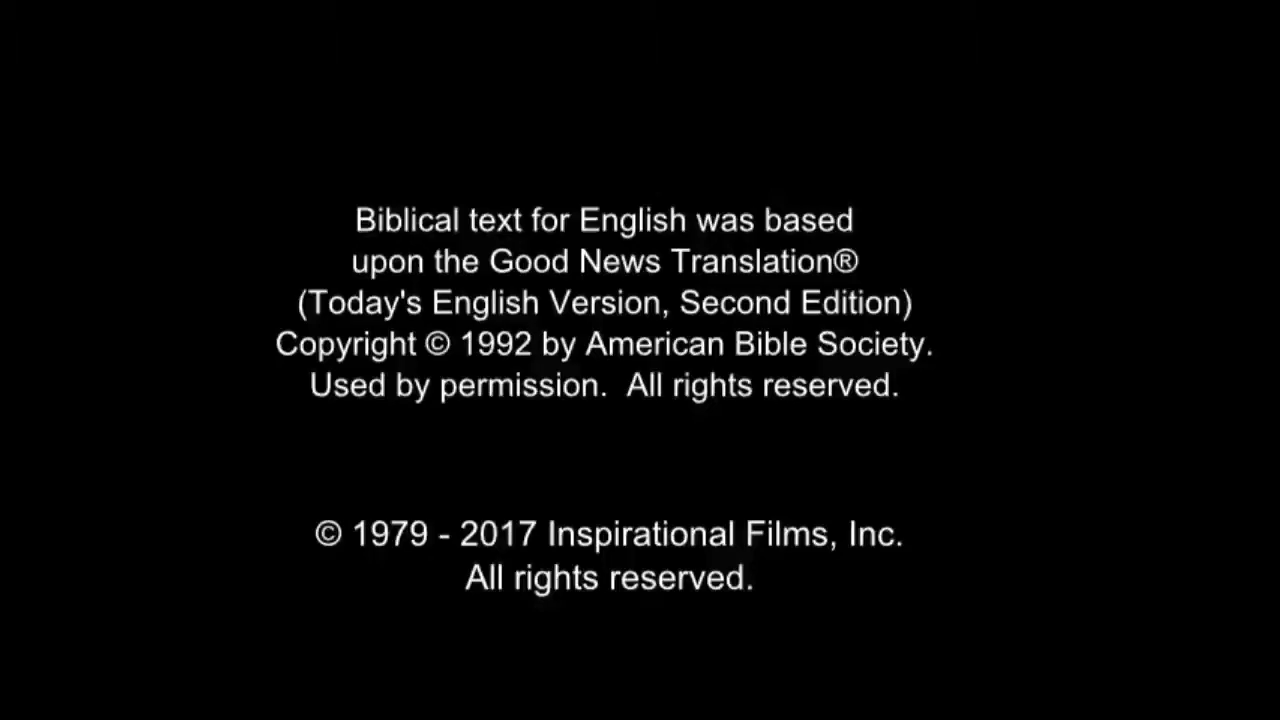 Biblical text for English was based
upon the Good News Translation®
(Today's English Version, Second Edition)
Copyright © 1992 by American Bible Society.
Used by permission.  All rights reserved.
© 1979 - 2017 Inspirational Films, Inc.
All rights reserved.